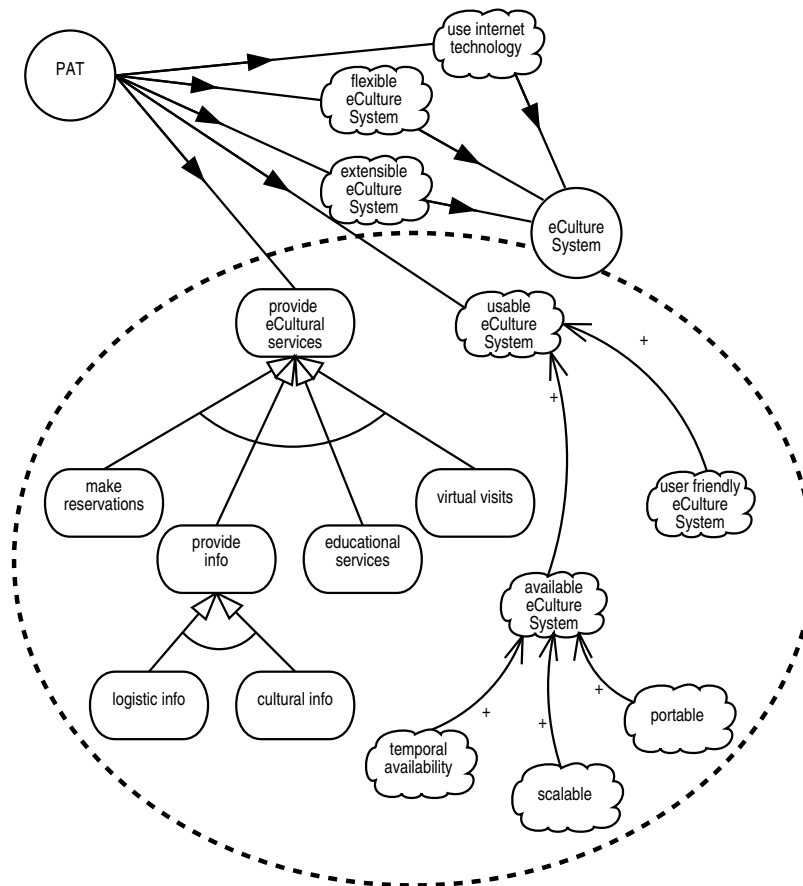 use internet
technology
PAT
flexible
eCulture
System
extensible
eCulture
System
eCulture
System
provide
eCultural
services
usable
eCulture
System
+
+
make
reservations
virtual visits
user friendly
eCulture
System
provide
info
educational
services
available
eCulture
System
logistic info
cultural info
+
+
+
portable
temporal
availability
scalable